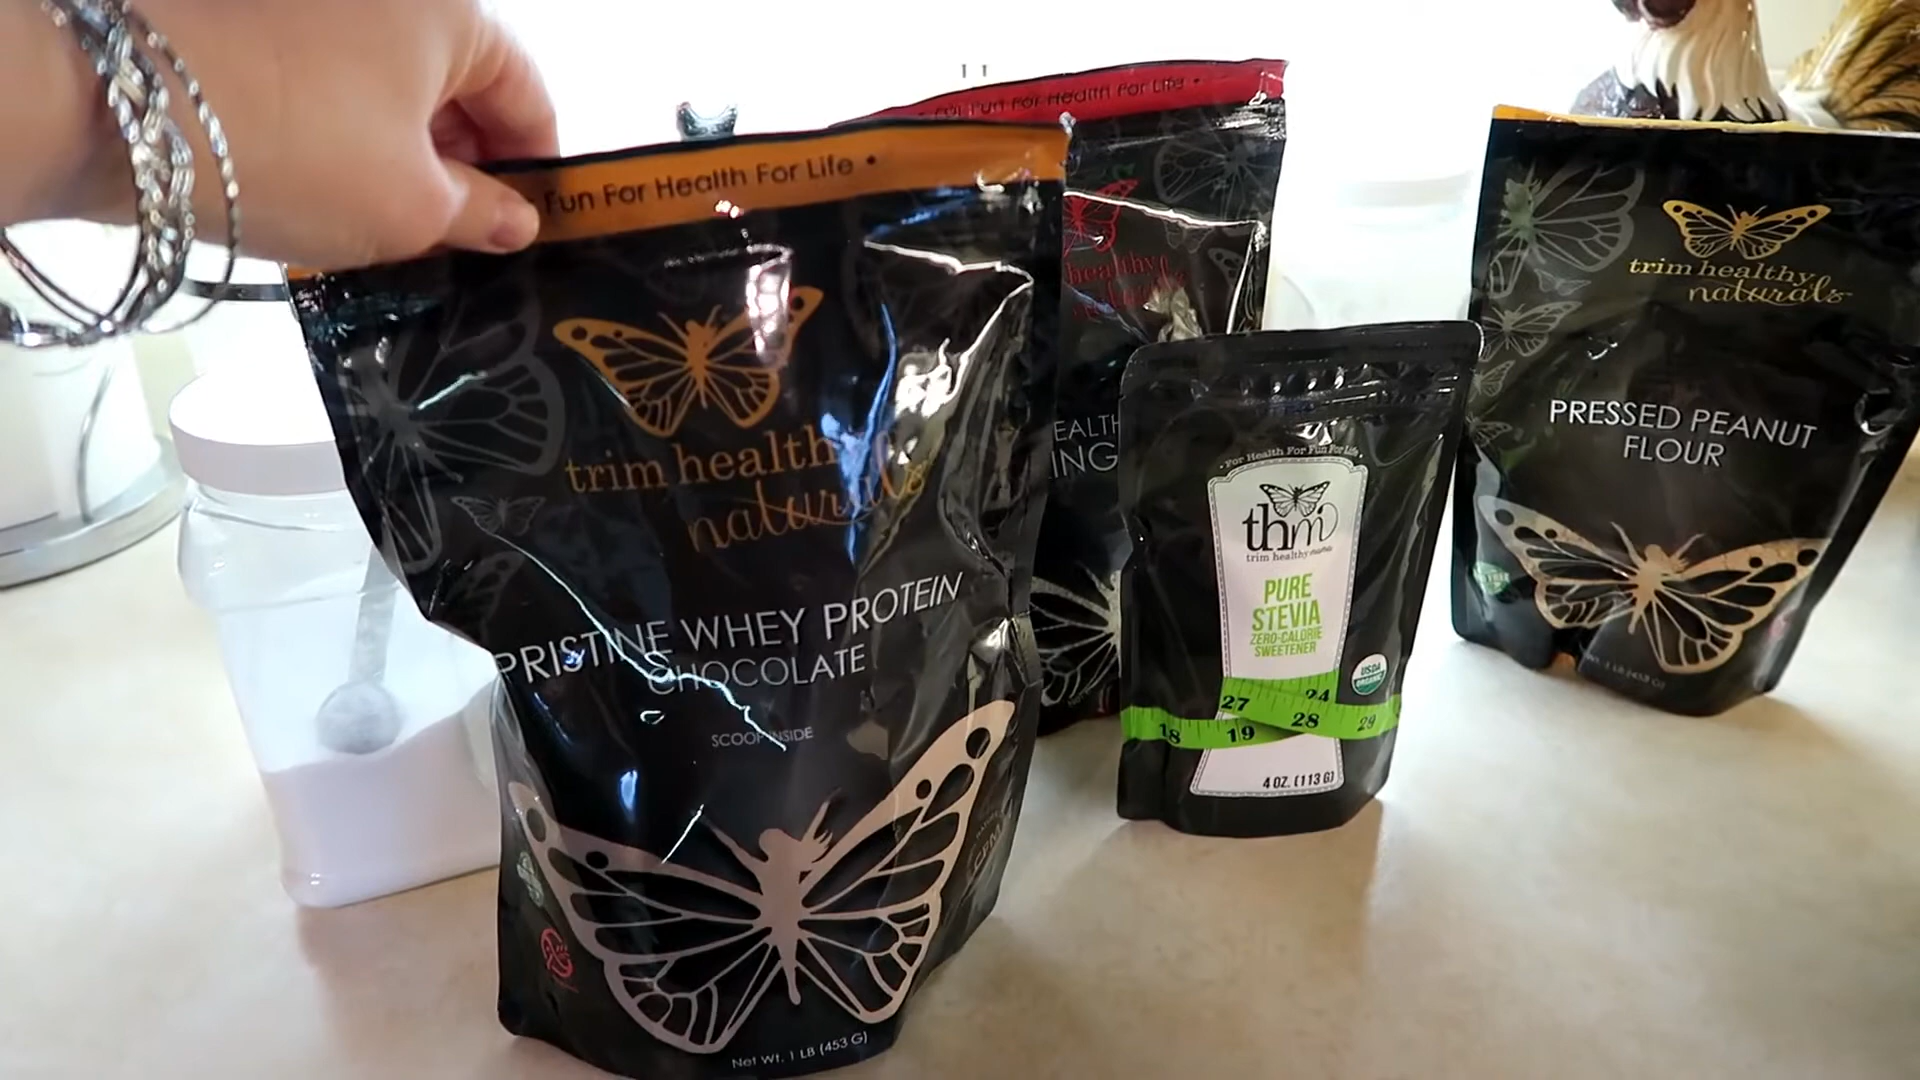 Fun For Health For Life •
trim healthy
naturals
PRISTINE WHEY PROTEIN
CHOCOLATE
SCOOP INSIDE
Net Wt. 1 LB (453 G)
Fun For Health For Life •
healthy
EALTH
ING
• For Health For Fun For Life •
thm
trim healthy mama
PURE
STEVIA
ZERO-CALORIE
SWEETENER
USDA
ORGANIC
27 24
28 29
18 19
4 OZ. (113 G)
trim healthy
naturals
PRESSED PEANUT
FLOUR